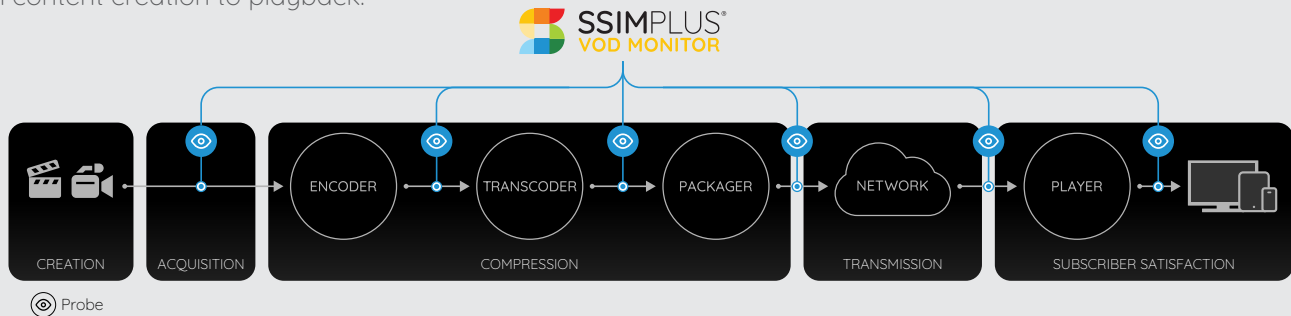 content creation to playback.
SSIMPLUS®
VOD MONITOR
ENCODER
TRANSCODER
PACKAGER
NETWORK
PLAYER
CREATION
ACQUISITION
COMPRESSION
TRANSMISSION
SUBSCRIBER SATISFACTION
Probe